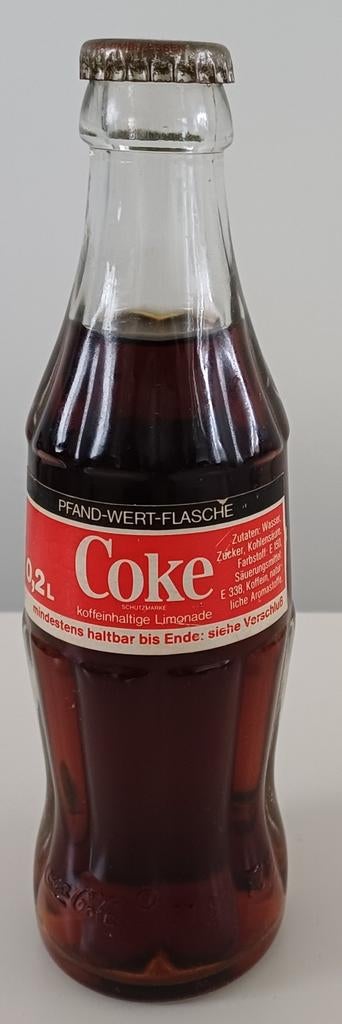 PFAND-WERT-FLASCHE
0,2L
Coke
SCHUTZMARKE
koffeinhaltige Limonade
Zutaten: Wasser,
Zucker, Kohlensäure,
Farbstoff: E 150,
Säuerungsmittel
E 338, Koffein, natür-
liche Aromastoffe.
mindestens haltbar bis Ende: siehe Verschluß